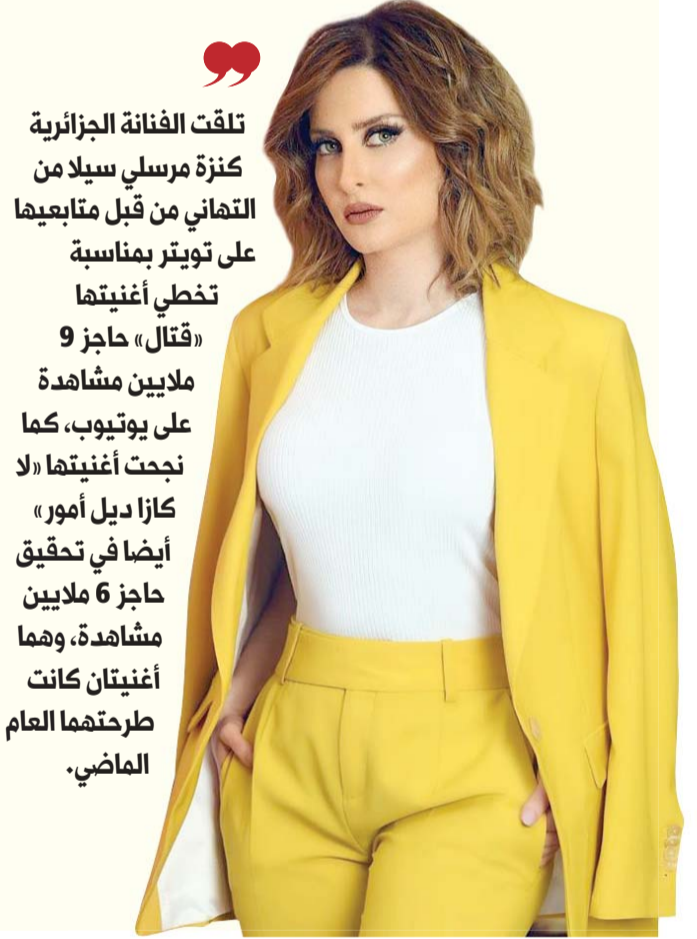 تلقت الفنانة الجزائرية
كنزة مرسلي سيلا من
التهاني من قبل متابعيها
على تويتر بمناسبة
تخطي أغنيتها
«قتال» حاجز 9
ملايين مشاهدة
على يوتيوب، كما
نجحت أغنيتها «لا
كازا ديل أمور»
أيضا في تحقيق
حاجز 6 ملايين
مشاهدة، وهما
أغنيتان كانت
طرحتهما العام
الماضي.